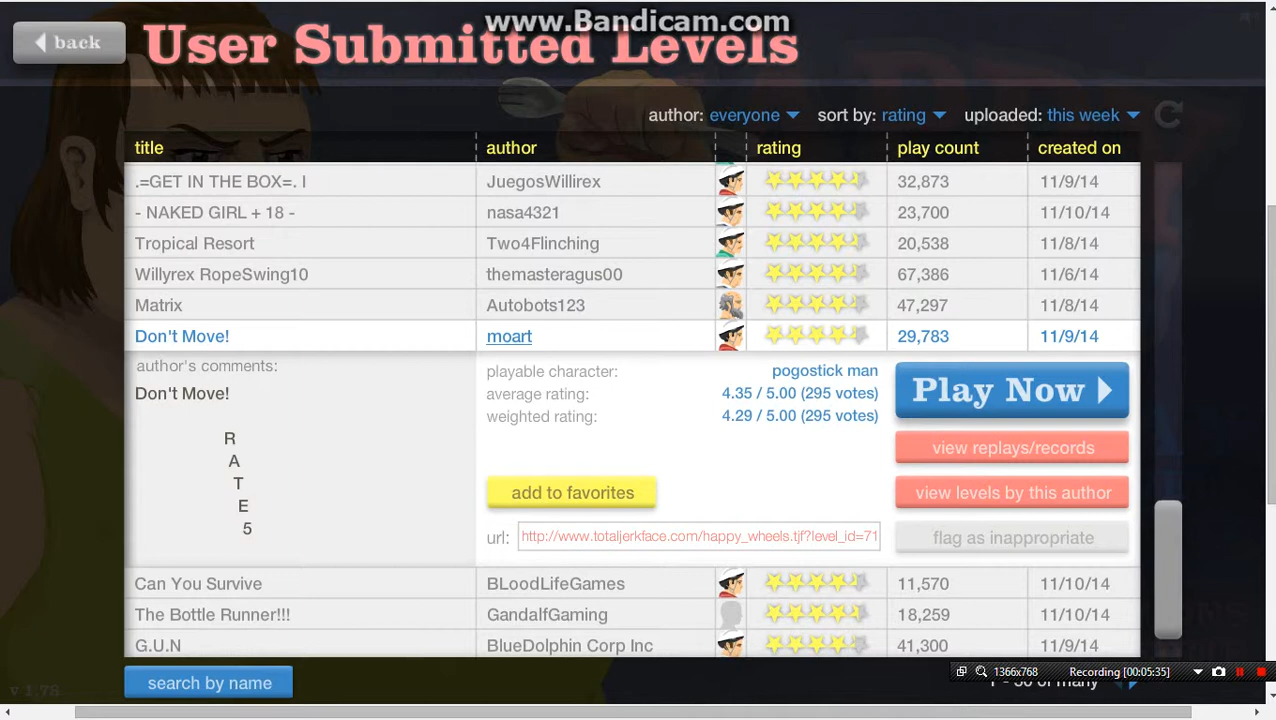 www.Bandicam.com
back
User Submitted Levels
author: everyone sort by: rating uploaded: this week
title author rating play count created on
.=GET IN THE BOX=. I JuegosWillirex 32,873 11/9/14
- NAKED GIRL + 18 - nasa4321 23,700 11/10/14
Tropical Resort Two4Flinching 20,538 11/8/14
Willyrex RopeSwing10 themasteragus00 67,386 11/6/14
Matrix Autobots123 47,297 11/8/14
Don't Move! moart 29,783 11/9/14
author's comments:
Don't Move!
R
A
T
E
5
playable character: pogostick man
average rating: 4.35 / 5.00 (295 votes)
weighted rating: 4.29 / 5.00 (295 votes)
add to favorites
url: http://www.totaljerkface.com/happy_wheels.tjf?level_id=71
Play Now
view replays/records
view levels by this author
flag as inappropriate
Can You Survive BLoodLifeGames 11,570 11/10/14
The Bottle Runner!!! GandalfGaming 18,259 11/10/14
G.U.N BlueDolphin Corp Inc 41,300 11/9/14
search by name
v 1.78
1366x768 Recording [00:05:35]
of many